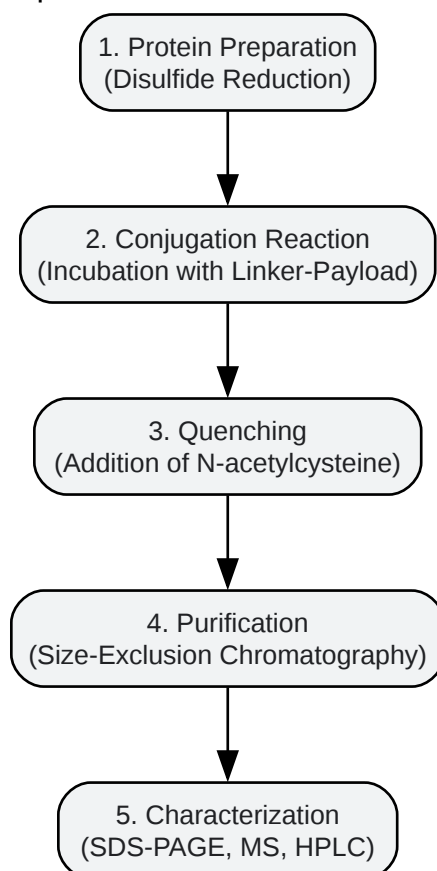 1. Protein Preparation
(Disulfide Reduction)
2. Conjugation Reaction
(Incubation with Linker-Payload)
3. Quenching
(Addition of N-acetylcysteine)
4. Purification
(Size-Exclusion Chromatography)
5. Characterization
(SDS-PAGE, MS, HPLC)